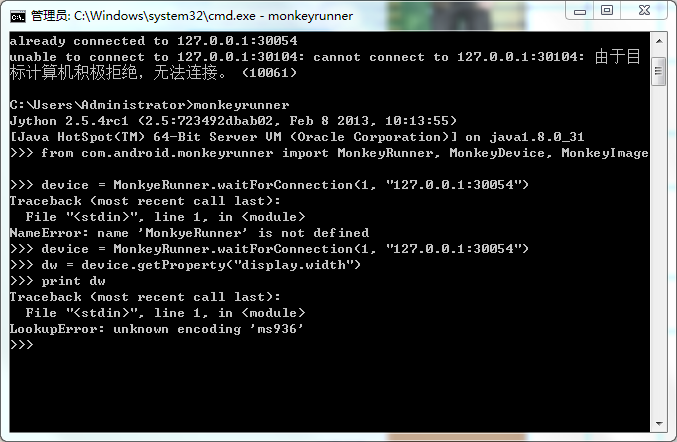 管理员: C:\Windows\system32\cmd.exe - monkeyrunner
already connected to 127.0.0.1:30054
unable to connect to 127.0.0.1:30104: cannot connect to 127.0.0.1:30104: 由于目
标计算机积极拒绝，无法连接。 (10061)
C:\Users\Administrator>monkeyrunner
Jython 2.5.4rc1 (2.5:723492dbab02, Feb 8 2013, 10:13:55)
[Java HotSpot(TM) 64-Bit Server VM (Oracle Corporation)] on java1.8.0_31
>>> from com.android.monkeyrunner import MonkeyRunner, MonkeyDevice, MonkeyImage
>>> device = MonkyeRunner.waitForConnection(1, "127.0.0.1:30054")
Traceback (most recent call last):
  File "<stdin>", line 1, in <module>
NameError: name 'MonkyeRunner' is not defined
>>> device = MonkeyRunner.waitForConnection(1, "127.0.0.1:30054")
>>> dw = device.getProperty("display.width")
>>> print dw
Traceback (most recent call last):
  File "<stdin>", line 1, in <module>
LookupError: unknown encoding 'ms936'
>>>